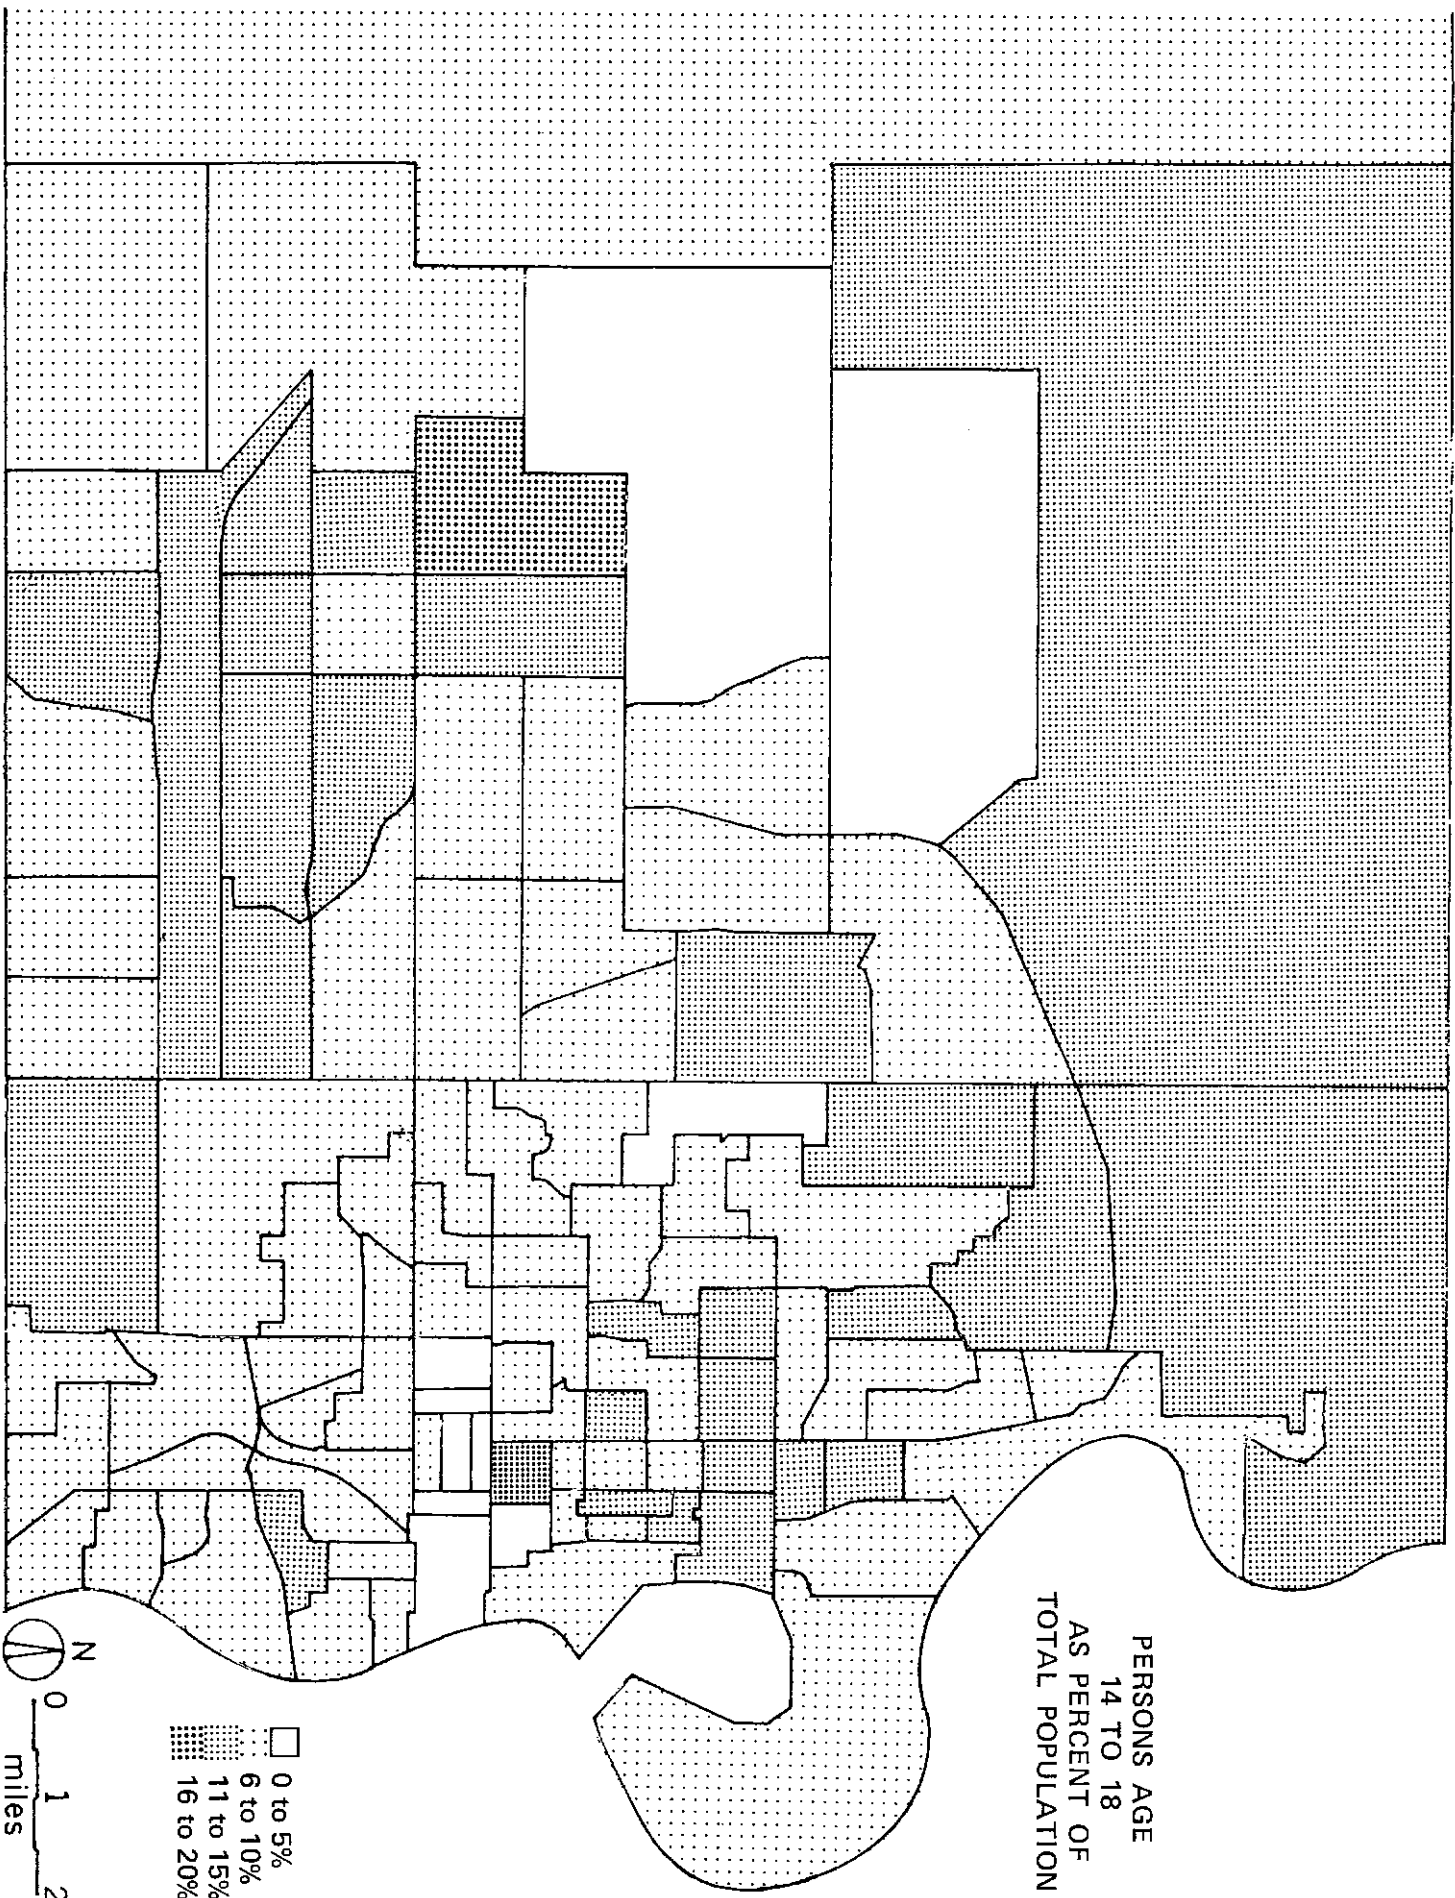 PERSONS AGE
14 TO 18
AS PERCENT OF
TOTAL POPULATION
0 to 5%
6 to 10%
11 to 15%
16 to 20%
N
0 1 2
miles